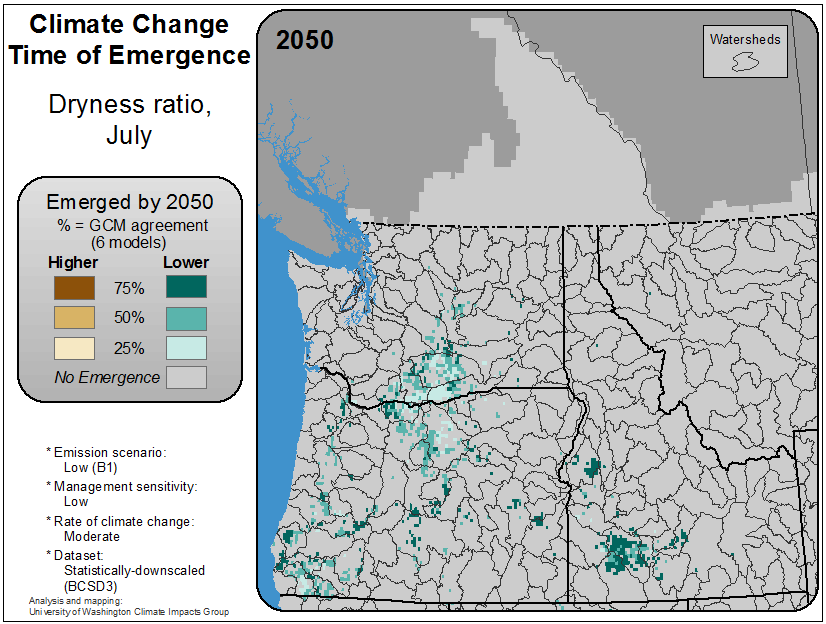 Climate Change
Time of Emergence
Dryness ratio,
July
Emerged by 2050
% = GCM agreement
(6 models)
Higher Lower
75%
50%
25%
No Emergence
* Emission scenario:
Low (B1)
* Management sensitivity:
Low
* Rate of climate change:
Moderate
* Dataset:
Statistically-downscaled
(BCSD3)
Analysis and mapping:
University of Washington Climate Impacts Group
2050
Watersheds